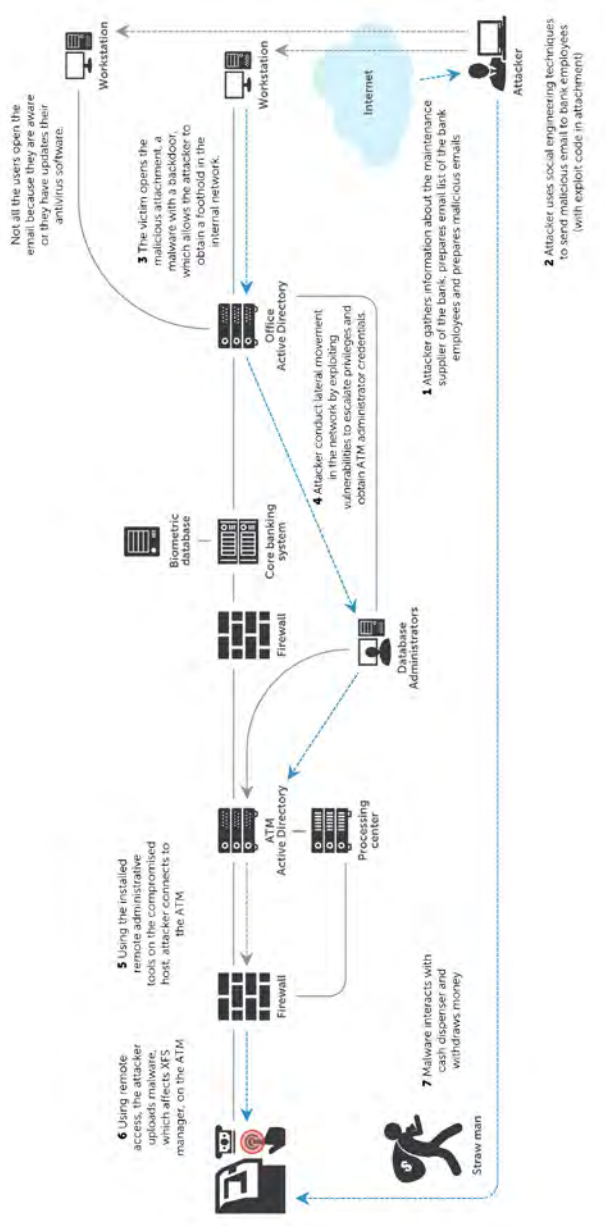 Not all the users open the
email because they are aware
or they have updates their
antivirus software.
Workstation
3 The victim opens the
malicious attachment, a
malware with a backdoor,
which allows the attacker to
obtain a foothold in the
internal network.
Workstation
Internet
Attacker
1 Attacker gathers information about the maintenance
supplier of the bank, prepares email list of the bank
employees and prepares malicious emails
2 Attacker uses social engineering techniques
to send malicious email to bank employees
(with exploit code in attachment)
Office
Active Directory
4 Attacker conduct lateral movement
in the network by exploiting
vulnerabilities to escalate privileges and
obtain ATM administrator credentials.
Biometric
database
Core banking
system
Firewall
Database
Administrators
5 Using the installed
remote administrative
tools on the compromised
host, attacker connects to
the ATM
ATM
Active Directory
Processing
center
Firewall
6 Using remote
access, the attacker
uploads malware,
which affects XFS
manager, on the ATM
7 Malware interacts with
cash dispenser and
withdraws money
$
Straw man